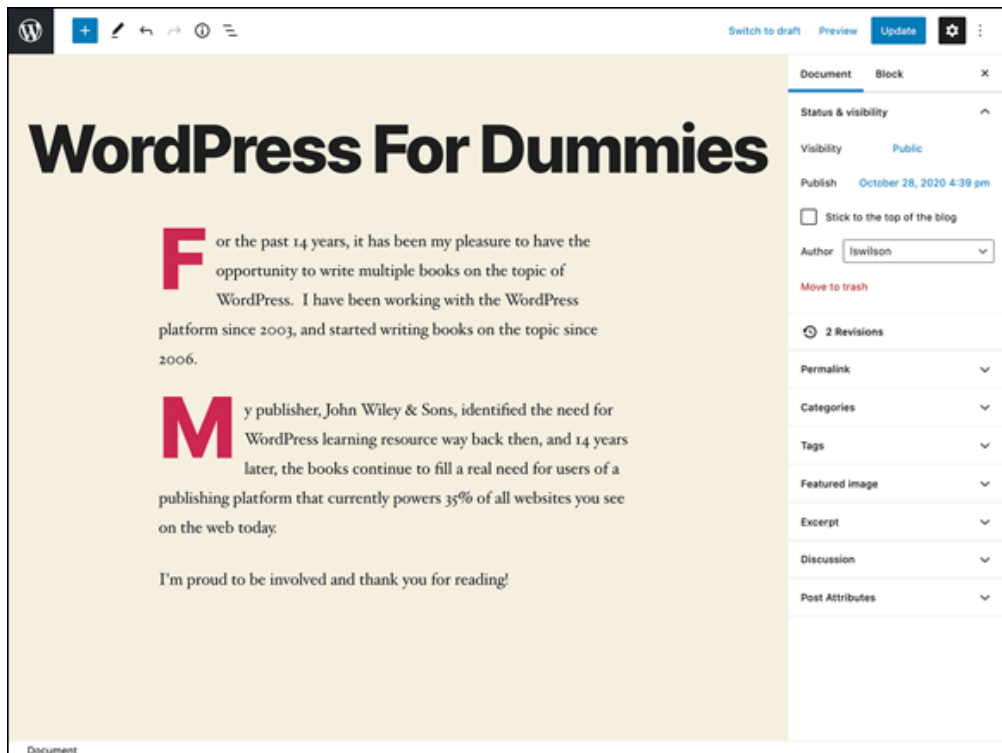 Switch to draft Preview Update
Document Block
Status & visibility
Visibility Public
Publish October 28, 2020 4:39 pm
Stick to the top of the blog
Author lswilson
Move to trash
2 Revisions
Permalink
Categories
Tags
Featured image
Excerpt
Discussion
Post Attributes
WordPress For Dummies
For the past 14 years, it has been my pleasure to have the
opportunity to write multiple books on the topic of
WordPress. I have been working with the WordPress
platform since 2003, and started writing books on the topic since
2006.
My publisher, John Wiley & Sons, identified the need for
WordPress learning resource way back then, and 14 years
later, the books continue to fill a real need for users of a
publishing platform that currently powers 35% of all websites you see
on the web today.
I'm proud to be involved and thank you for reading!
Document